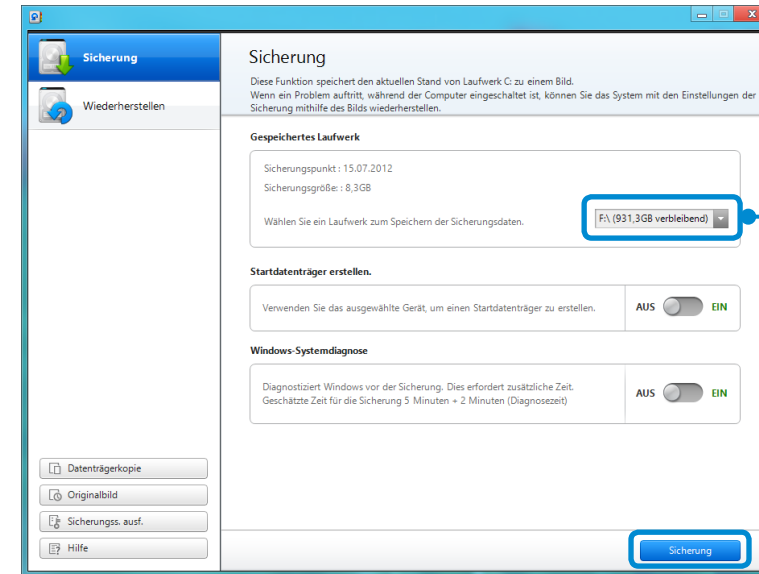 Sicherung
Wiederherstellen
Sicherung
Diese Funktion speichert den aktuellen Stand von Laufwerk C: zu einem Bild.
Wenn ein Problem auftritt, während der Computer eingeschaltet ist, können Sie das System mit den Einstellungen der
Sicherung mithilfe des Bilds wiederherstellen.
Gespeichertes Laufwerk
Sicherungspunkt : 15.07.2012
Sicherungsgröße: : 8,3GB
Wählen Sie ein Laufwerk zum Speichern der Sicherungsdaten.
F:\ (931,3GB verbleibend)
Startdatenträger erstellen.
Verwenden Sie das ausgewählte Gerät, um einen Startdatenträger zu erstellen.
AUS EIN
Windows-Systemdiagnose
Diagnostiziert Windows vor der Sicherung. Dies erfordert zusätzliche Zeit.
Geschätzte Zeit für die Sicherung 5 Minuten + 2 Minuten (Diagnosezeit)
AUS EIN
Datenträgerkopie
Originalbild
Sicherungss. ausf.
Hilfe
Sicherung